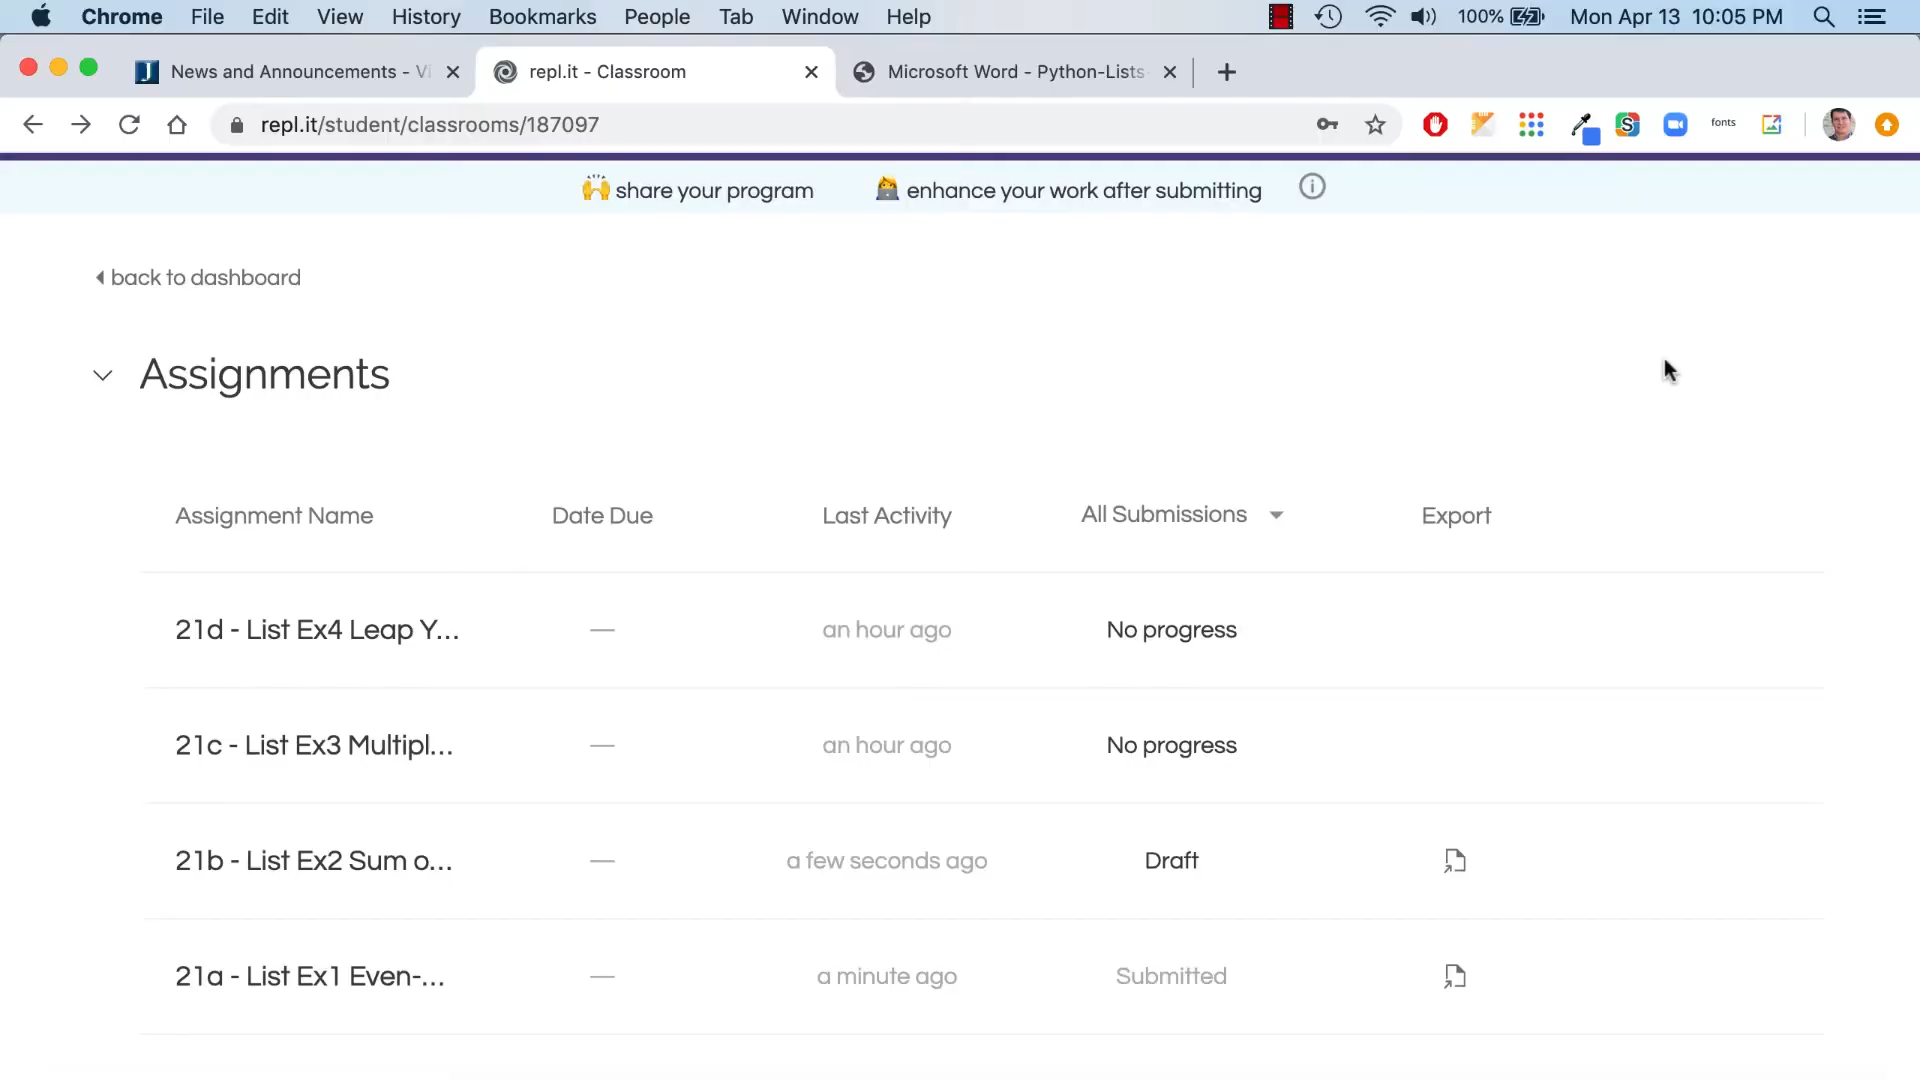 Chrome File Edit View History Bookmarks People Tab Window Help 100% Mon Apr 13 10:05 PM
News and Announcements - Vi repl.it - Classroom Microsoft Word - Python-Lists-
repl.it/student/classrooms/187097 fonts
🙌 share your program 🙋 enhance your work after submitting
back to dashboard
Assignments
Assignment Name Date Due Last Activity All Submissions Export
21d - List Ex4 Leap Y... — an hour ago No progress
21c - List Ex3 Multipl... — an hour ago No progress
21b - List Ex2 Sum o... — a few seconds ago Draft
21a - List Ex1 Even-... — a minute ago Submitted